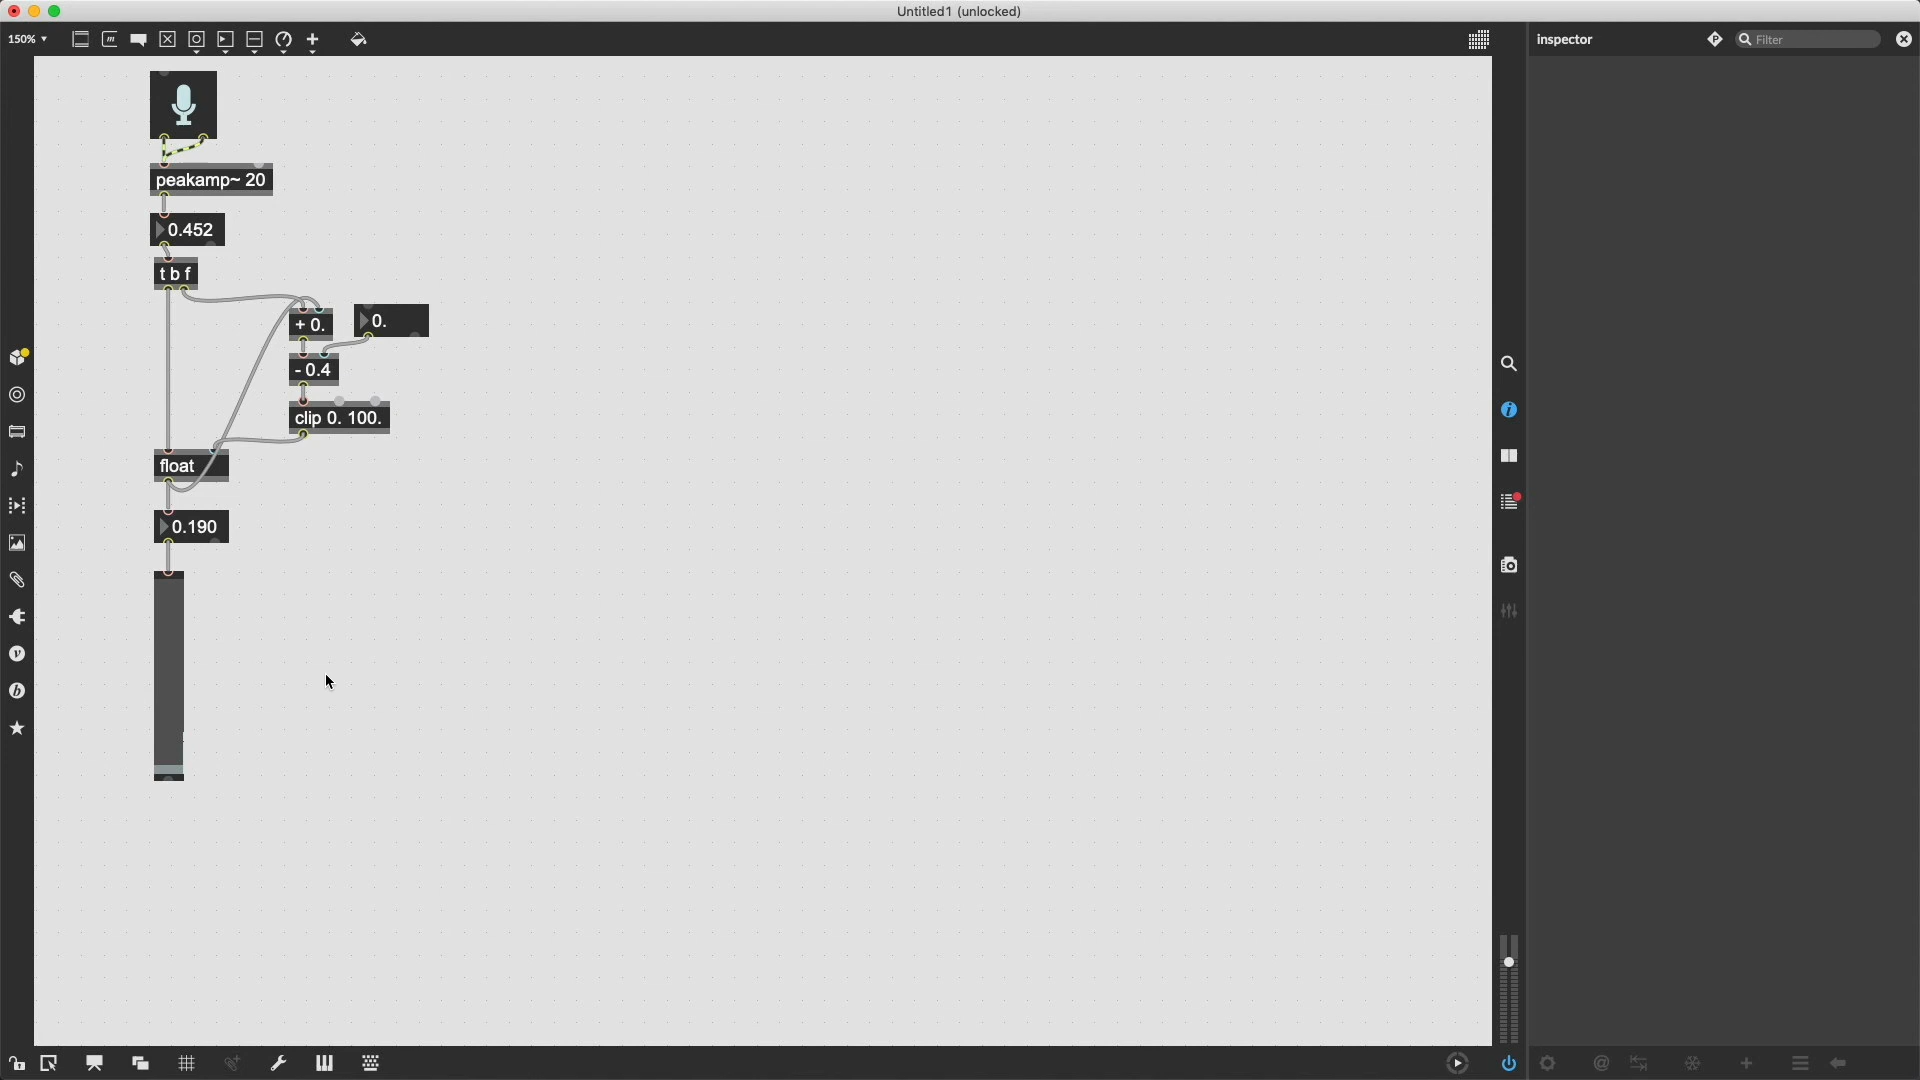 Untitled1 (unlocked)
150%
inspector
Filter
peakamp~ 20
0.452
t b f
+ 0.
0.
- 0.4
clip 0. 100.
float
0.190